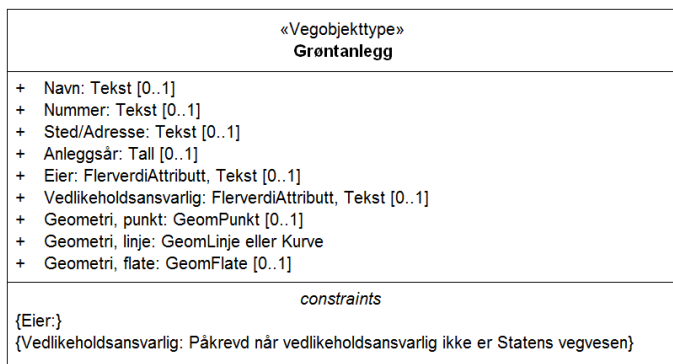 «Vegobjekttype»
Grøntanlegg
+ Navn: Tekst [0..1]
+ Nummer: Tekst [0..1]
+ Sted/Adresse: Tekst [0..1]
+ Anleggsår: Tall [0..1]
+ Eier: FlerverdiAttributt, Tekst [0..1]
+ Vedlikeholdsansvarlig: FlerverdiAttributt, Tekst [0..1]
+ Geometri, punkt: GeomPunkt [0..1]
+ Geometri, linje: GeomLinje eller Kurve
+ Geometri, flate: GeomFlate [0..1]
constraints
{Eier:}
{Vedlikeholdsansvarlig: Påkrevd når vedlikeholdsansvarlig ikke er Statens vegvesen}